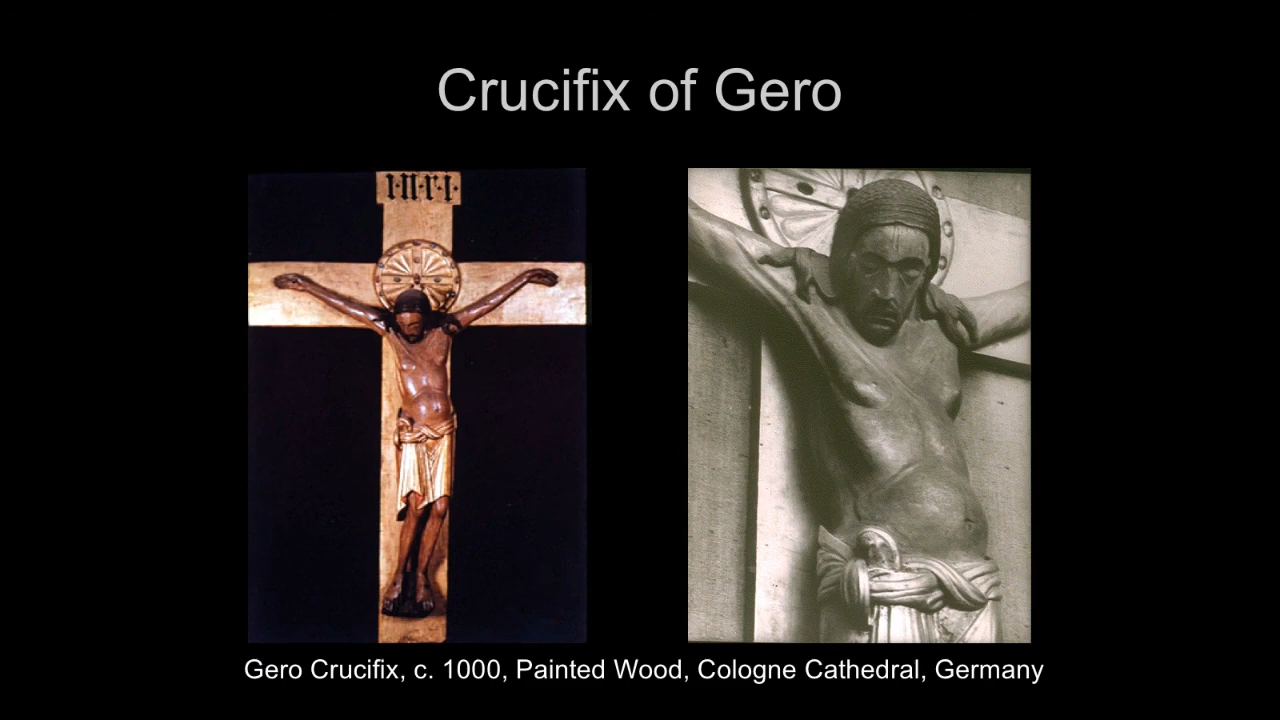 Crucifix of Gero
I·N·R·I·
Gero Crucifix, c. 1000, Painted Wood, Cologne Cathedral, Germany